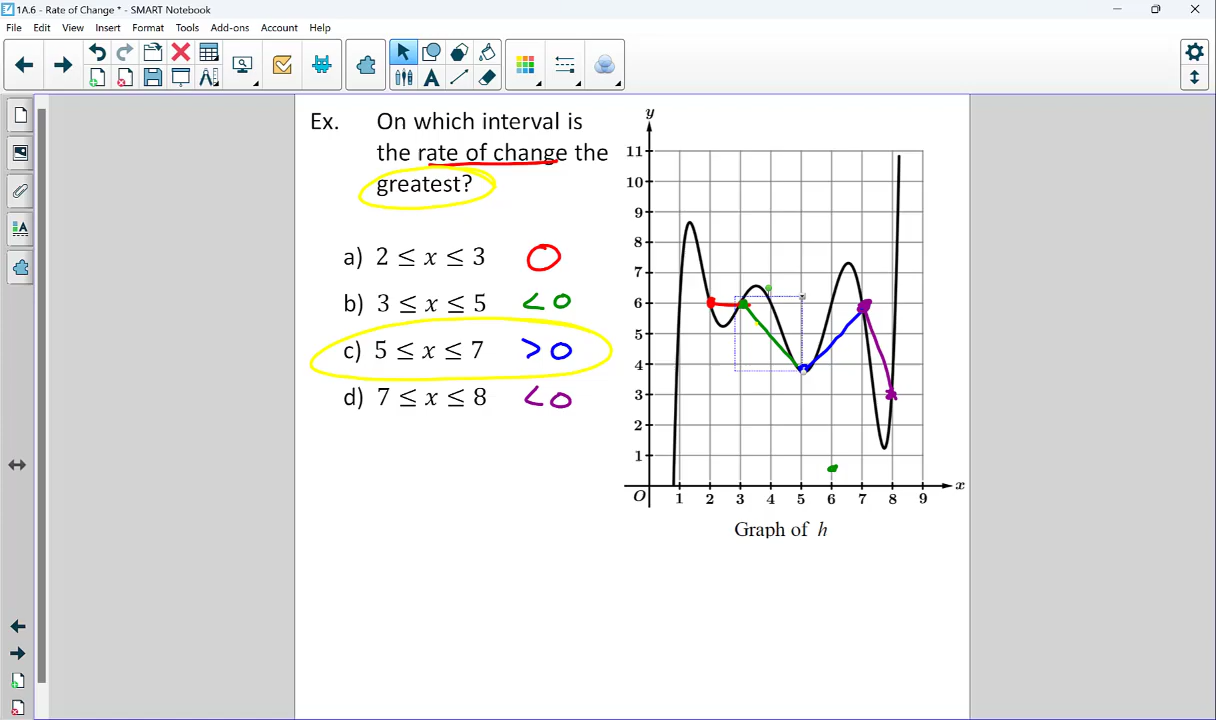 1A.6 - Rate of Change * - SMART Notebook
File Edit View Insert Format Tools Add-ons Account Help
Ex. On which interval is
the rate of change the
greatest?
a) 2 ≤ x ≤ 3 0
b) 3 ≤ x ≤ 5 < 0
c) 5 ≤ x ≤ 7 > 0
d) 7 ≤ x ≤ 8 < 0
y
11
10
9
8
7
6
5
4
3
2
1
O 1 2 3 4 5 6 7 8 9 x
Graph of h